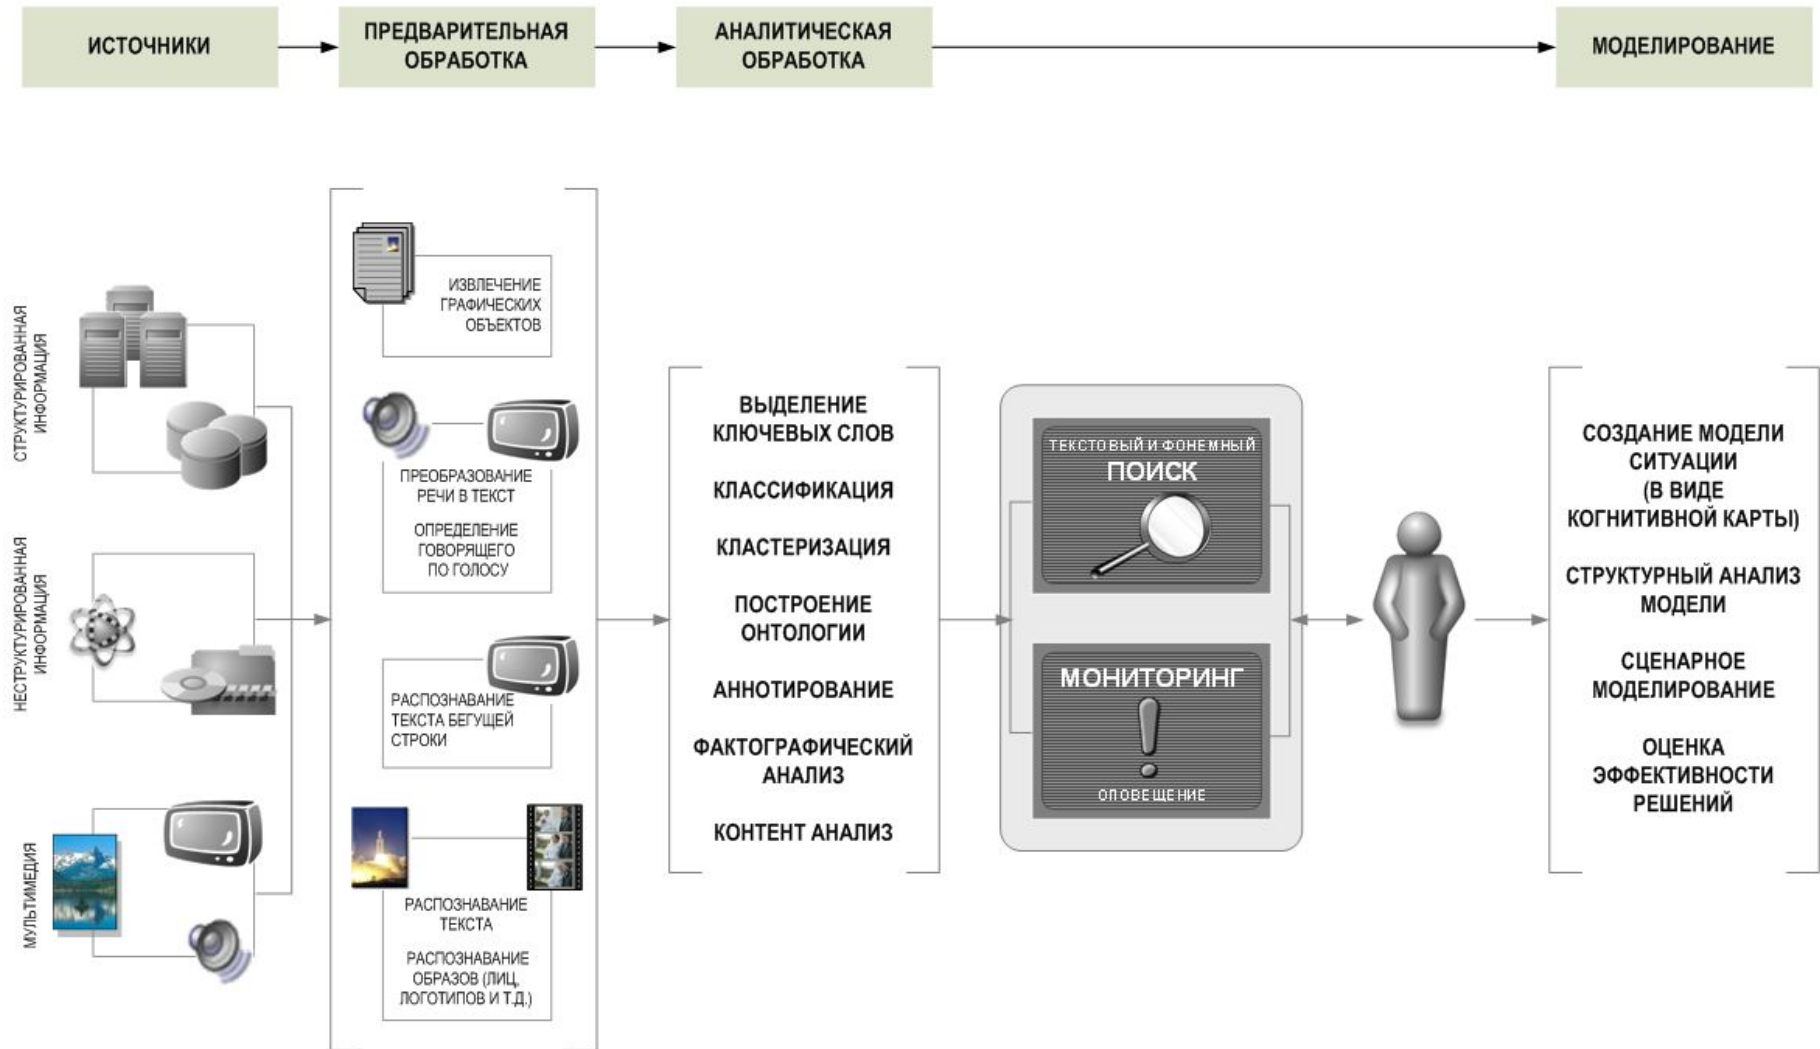 ИСТОЧНИКИ
ПРЕДВАРИТЕЛЬНАЯ
ОБРАБОТКА
АНАЛИТИЧЕСКАЯ
ОБРАБОТКА
МОДЕЛИРОВАНИЕ
СТРУКТУРИРОВАННАЯ
ИНФОРМАЦИЯ
НЕСТРУКТУРИРОВАННАЯ
ИНФОРМАЦИЯ
МУЛЬТИМЕДИЯ
ИЗВЛЕЧЕНИЕ
ГРАФИЧЕСКИХ
ОБЪЕКТОВ
ПРЕОБРАЗОВАНИЕ
РЕЧИ В ТЕКСТ
ОПРЕДЕЛЕНИЕ
ГОВОРЯЩЕГО
ПО ГОЛОСУ
РАСПОЗНАВАНИЕ
ТЕКСТА БЕГУЩЕЙ
СТРОКИ
РАСПОЗНАВАНИЕ
ТЕКСТА
РАСПОЗНАВАНИЕ
ОБРАЗОВ (ЛИЦ,
ЛОГОТИПОВ И Т.Д.)
ВЫДЕЛЕНИЕ
КЛЮЧЕВЫХ СЛОВ
КЛАССИФИКАЦИЯ
КЛАСТЕРИЗАЦИЯ
ПОСТРОЕНИЕ
ОНТОЛОГИИ
АННОТИРОВАНИЕ
ФАКТОГРАФИЧЕСКИЙ
АНАЛИЗ
КОНТЕНТ АНАЛИЗ
ТЕКСТОВЫЙ И ФОНЕМНЫЙ
ПОИСК
МОНИТОРИНГ
ОПОВЕЩЕНИЕ
СОЗДАНИЕ МОДЕЛИ
СИТУАЦИИ
(В ВИДЕ
КОГНИТИВНОЙ КАРТЫ)
СТРУКТУРНЫЙ АНАЛИЗ
МОДЕЛИ
СЦЕНАРНОЕ
МОДЕЛИРОВАНИЕ
ОЦЕНКА
ЭФФЕКТИВНОСТИ
РЕШЕНИЙ